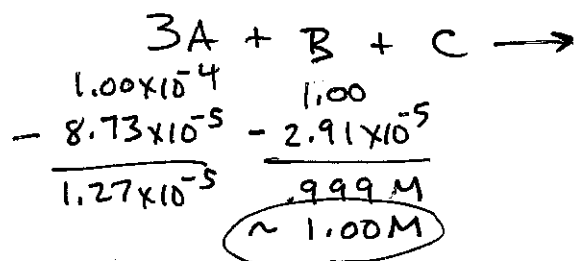 3A + B + C →
1.00x10⁻⁴ 1.00
- 8.73x10⁻⁵ - 2.91x10⁻⁵
1.27x10⁻⁵ .999 M
~ 1.00M